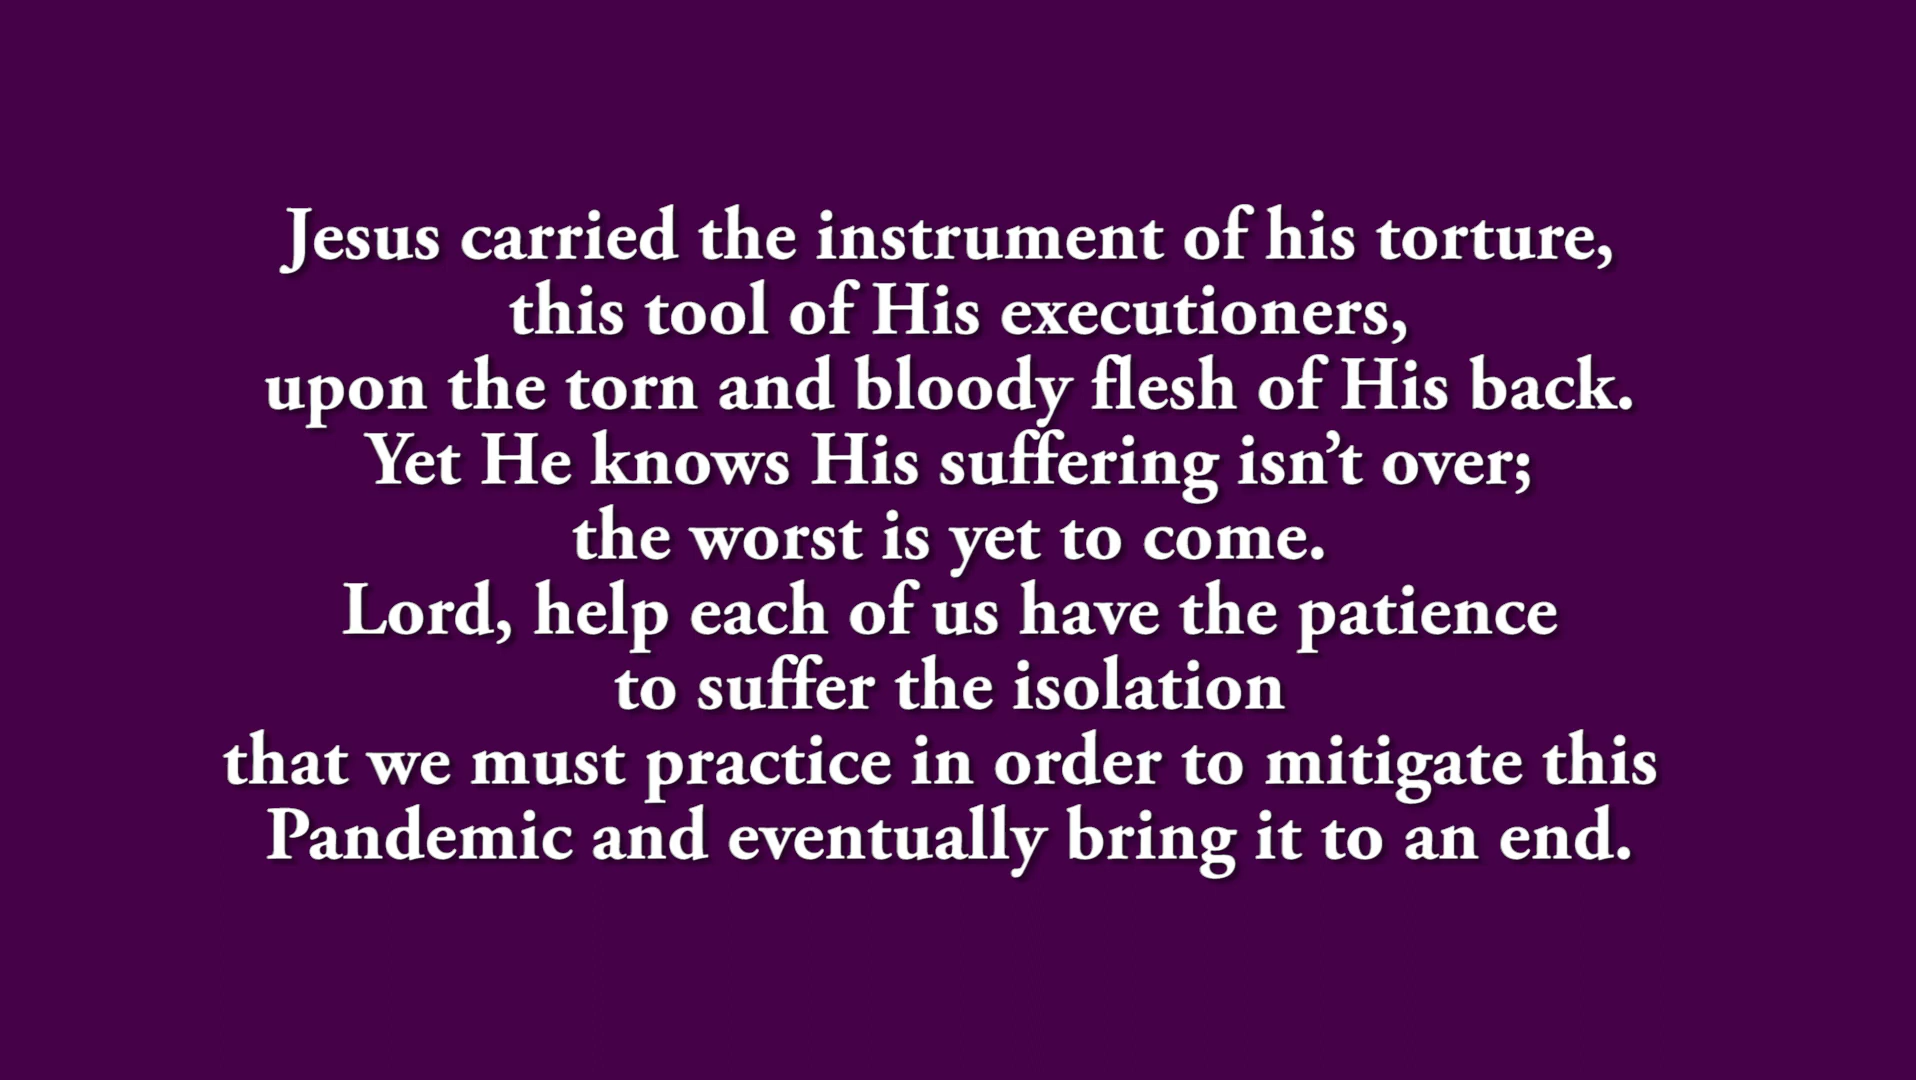 Jesus carried the instrument of his torture,
this tool of His executioners,
upon the torn and bloody flesh of His back.
Yet He knows His suffering isn’t over;
the worst is yet to come.
Lord, help each of us have the patience
to suffer the isolation
that we must practice in order to mitigate this
Pandemic and eventually bring it to an end.